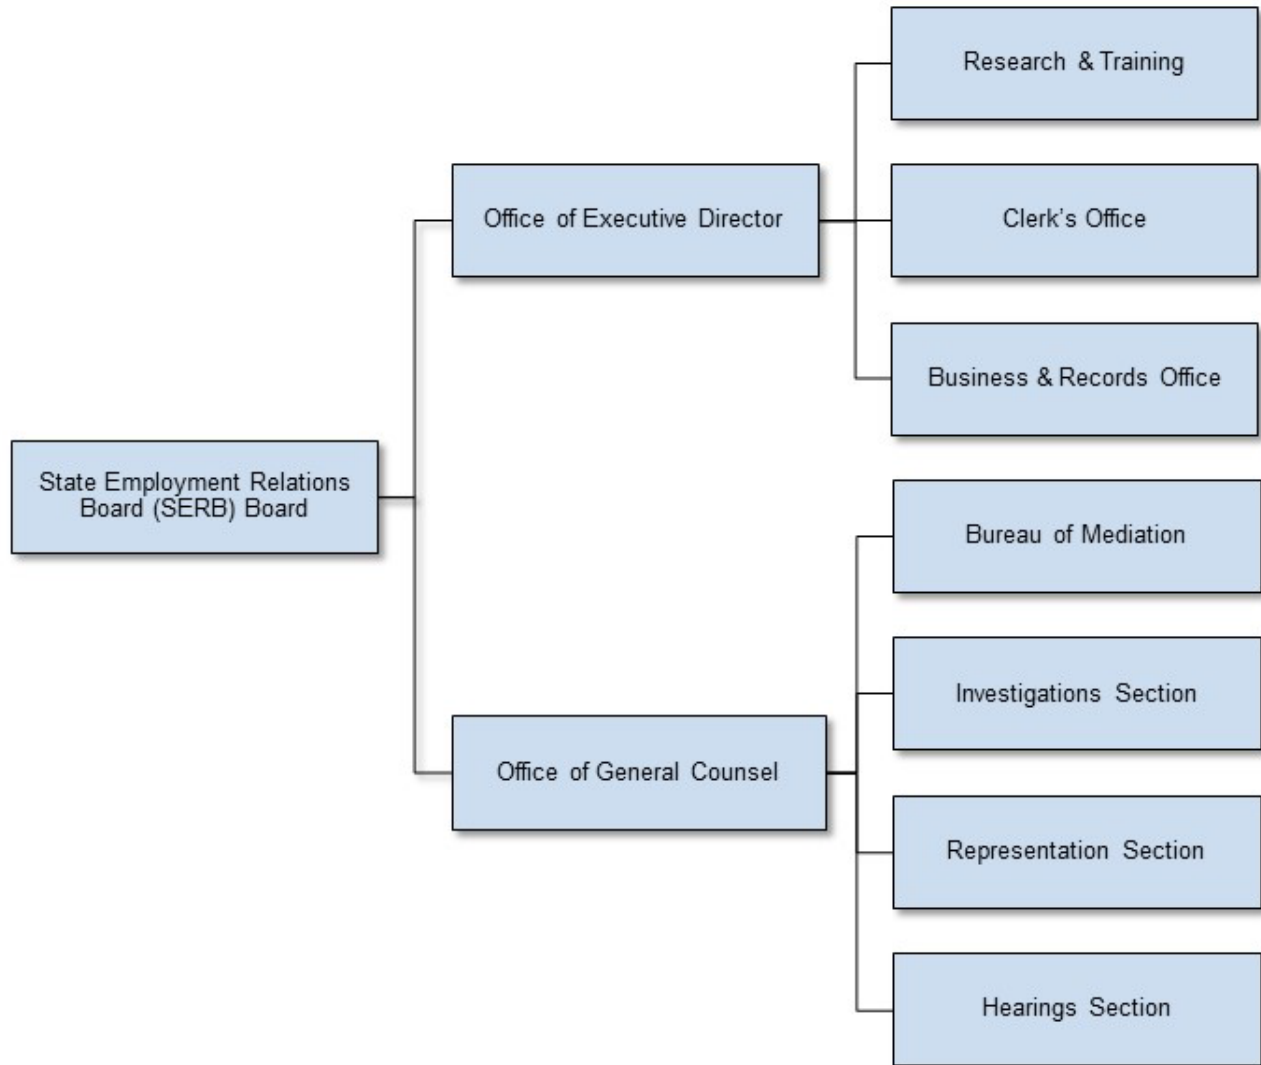 Research & Training
Office of Executive Director
Clerk's Office
Business & Records Office
State Employment Relations
Board (SERB) Board
Bureau of Mediation
Investigations Section
Office of General Counsel
Representation Section
Hearings Section